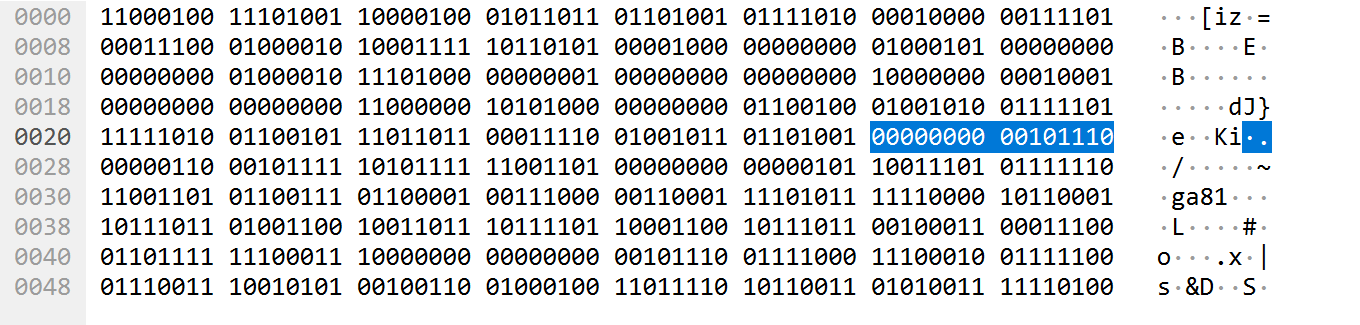 0000 11000100 11101001 10000100 01011011 01101001 01111010 00010000 00111101 ···[iz·=
0008 00011100 01000010 10001111 10110101 00001000 00000000 01000101 00000000 ·B····E·
0010 00000000 01000010 11101000 00000001 00000000 00000000 10000000 00010001 ·B······
0018 00000000 00000000 11000000 10101000 00000000 01100100 01001010 01111101 ·····dJ}
0020 11111010 01100101 11011011 00011110 01001011 01101001 00000000 00101110 ·e··Ki·.
0028 00000110 00101111 10101111 11001101 00000000 00000101 10011101 01111110 ·/·····~
0030 11001101 01100111 01100001 00111000 00110001 11101011 11110000 10110001 ·ga81···
0038 10111011 01001100 10011011 10111101 10001100 10111011 00100011 00011100 ·L····#·
0040 01101111 11100011 10000000 00000000 00101110 01111000 11100010 01111100 o···.x·|
0048 01110011 10010101 00100110 01000100 11011110 10110011 01010011 11110100 s·&D··S·